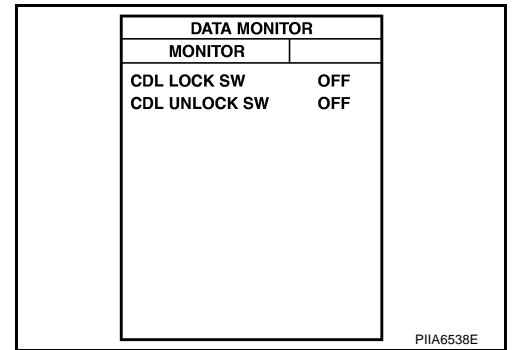 DATA MONITOR
MONITOR
CDL LOCK SW OFF
CDL UNLOCK SW OFF
PIIA6538E